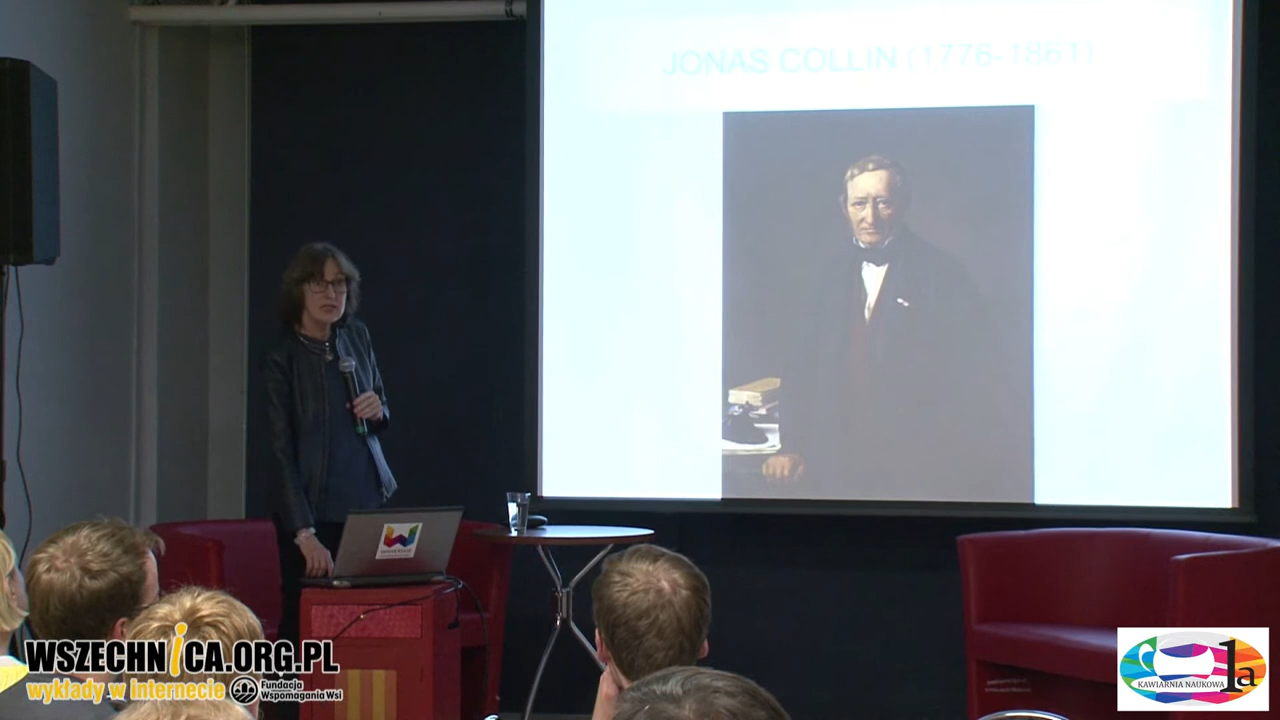 JONAS COLLIN (1776-1861)
WSZECHNICA.ORG.PL
wykłady w internecie
Fundacja
Wspomagania Wsi
KAWIARNIA NAUKOWA
1a